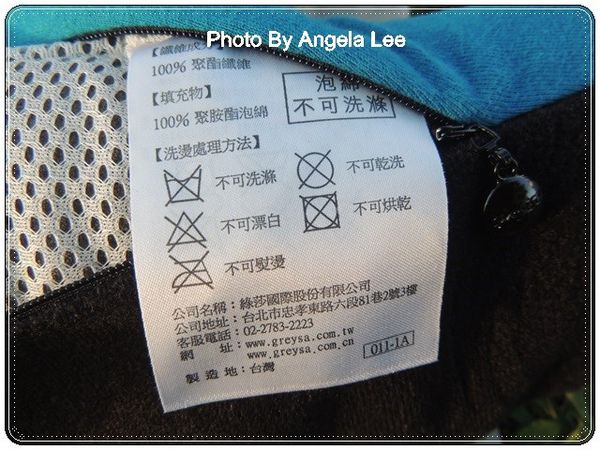 Photo By Angela Lee
【纖維成
100% 聚酯纖維
【填充物】
100% 聚胺酯泡綿
泡綿
不可洗滌
【洗燙處理方法】
不可洗滌
不可乾洗
不可漂白
不可烘乾
不可熨燙
公司名稱：綠莎國際股份有限公司
公司地址：台北市忠孝東路六段81巷2號3樓
客服電話：02-2783-2223
網 址：www.greysa.com.tw
www.greysa.com.cn
製造地：台灣
011-1A